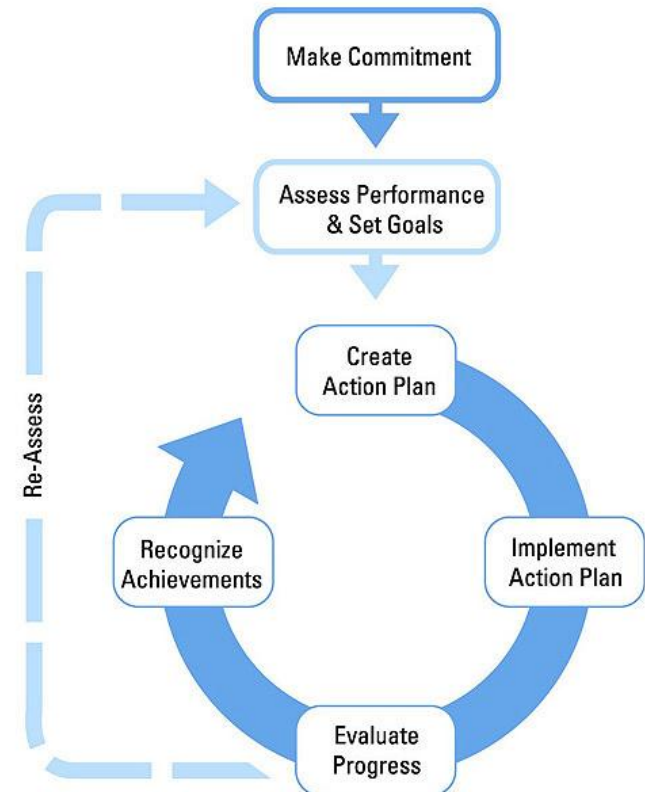 Make Commitment
Assess Performance
& Set Goals
Create
Action Plan
Re-Assess
Recognize
Achievements
Implement
Action Plan
Evaluate
Progress